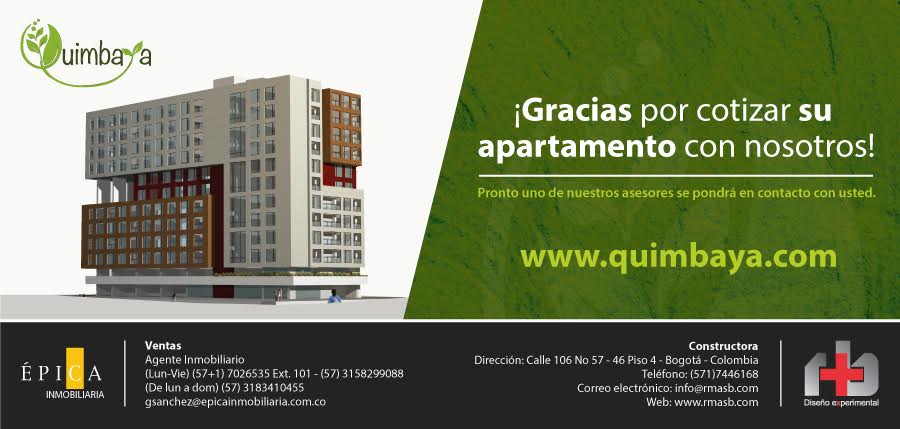 Quimbaya
¡Gracias por cotizar su
apartamento con nosotros!
Pronto uno de nuestros asesores se pondrá en contacto con usted.
www.quimbaya.com
ÉPICA
INMOBILIARIA
Ventas
Agente Inmobiliario
(Lun-Vie) (57+1) 7026535 Ext. 101 - (57) 3158299088
(De lun a dom) (57) 3183410455
gsanchez@epicainmobiliaria.com.co
Constructora
Dirección: Calle 106 No 57 - 46 Piso 4 - Bogotá - Colombia
Teléfono: (571)7446168
Correo electrónico: info@rmasb.com
Web: www.rmasb.com
Diseño experimental